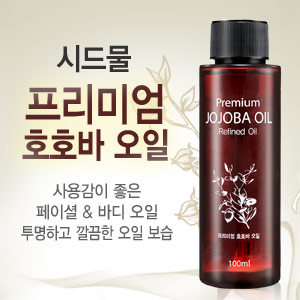 시드물
프리미엄
호호바 오일
사용감이 좋은
페이셜 & 바디 오일
투명하고 깔끔한 오일 보습
Premium
JOJOBA OIL
Refined Oil
프리미엄 호호바 오일
100ml